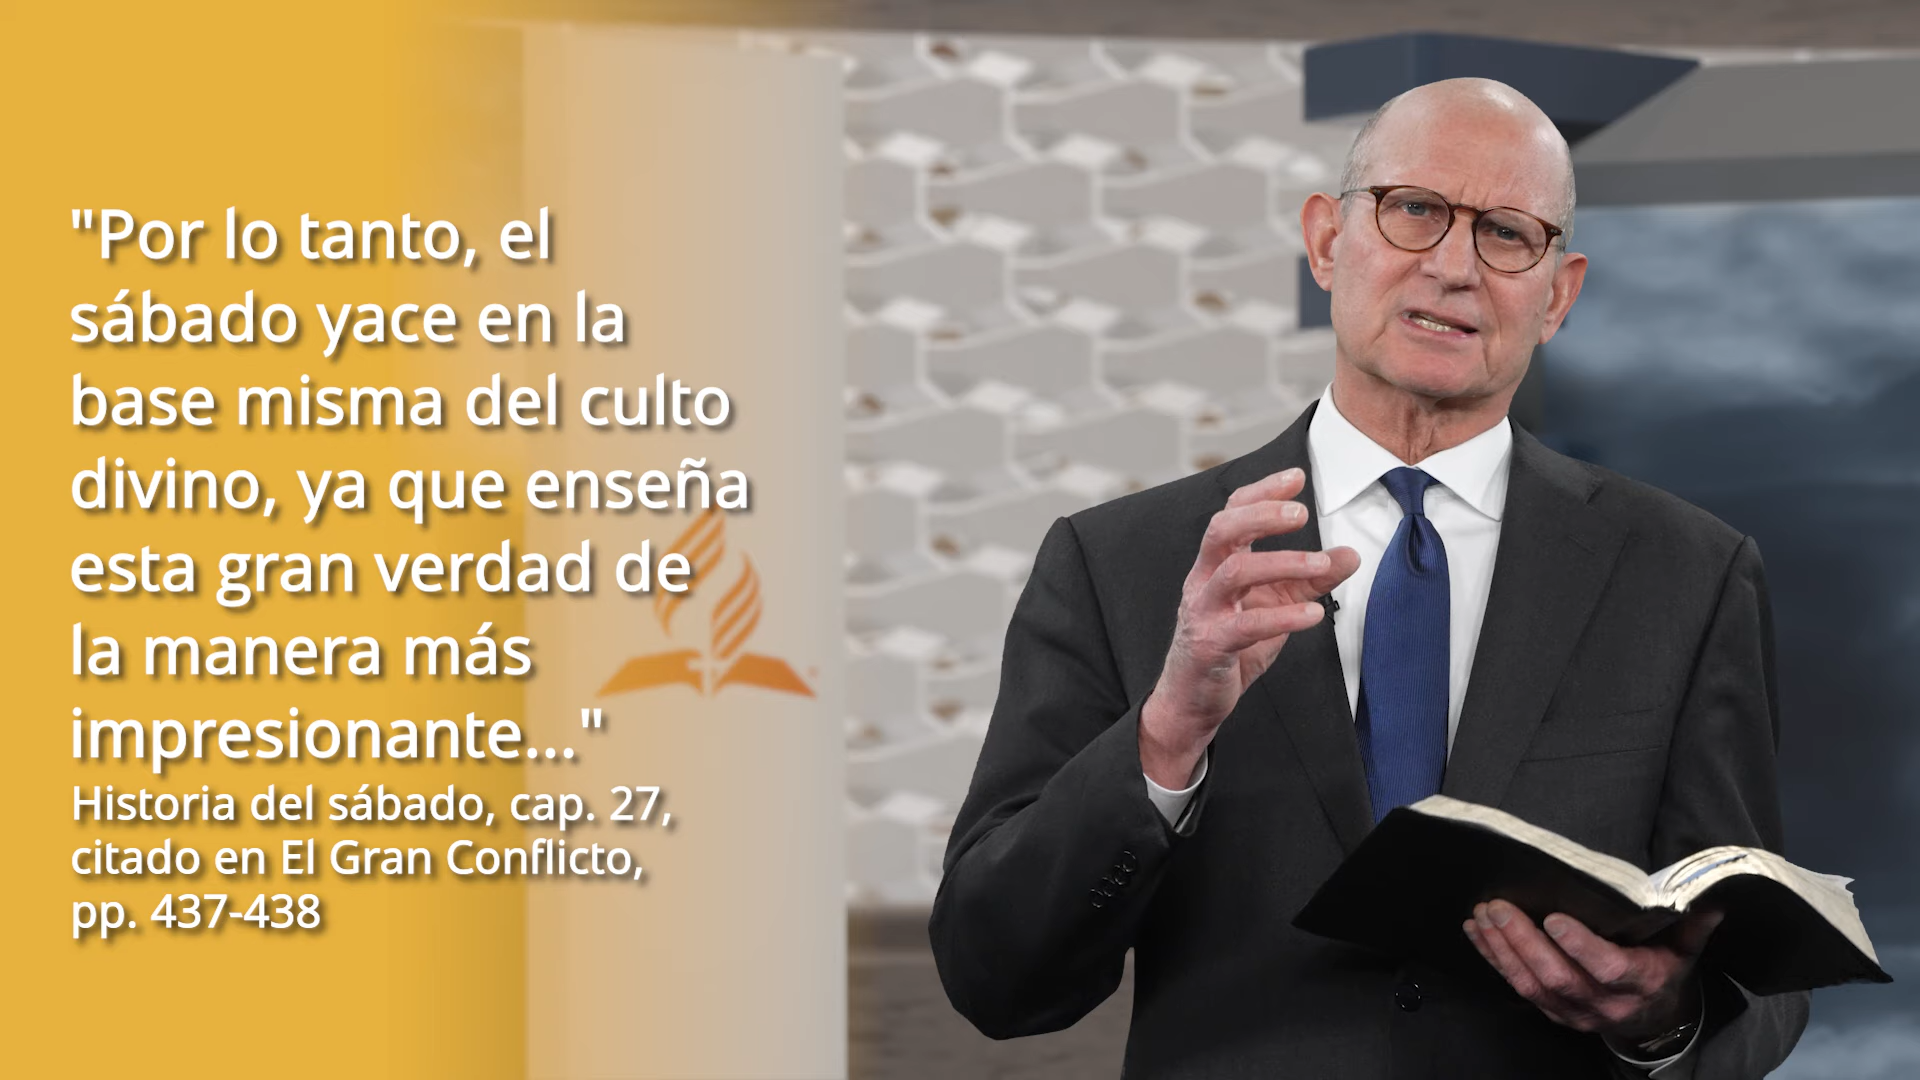 "Por lo tanto, el
sábado yace en la
base misma del culto
divino, ya que enseña
esta gran verdad de
la manera más
impresionante..."
Historia del sábado, cap. 27,
citado en El Gran Conflicto,
pp. 437-438